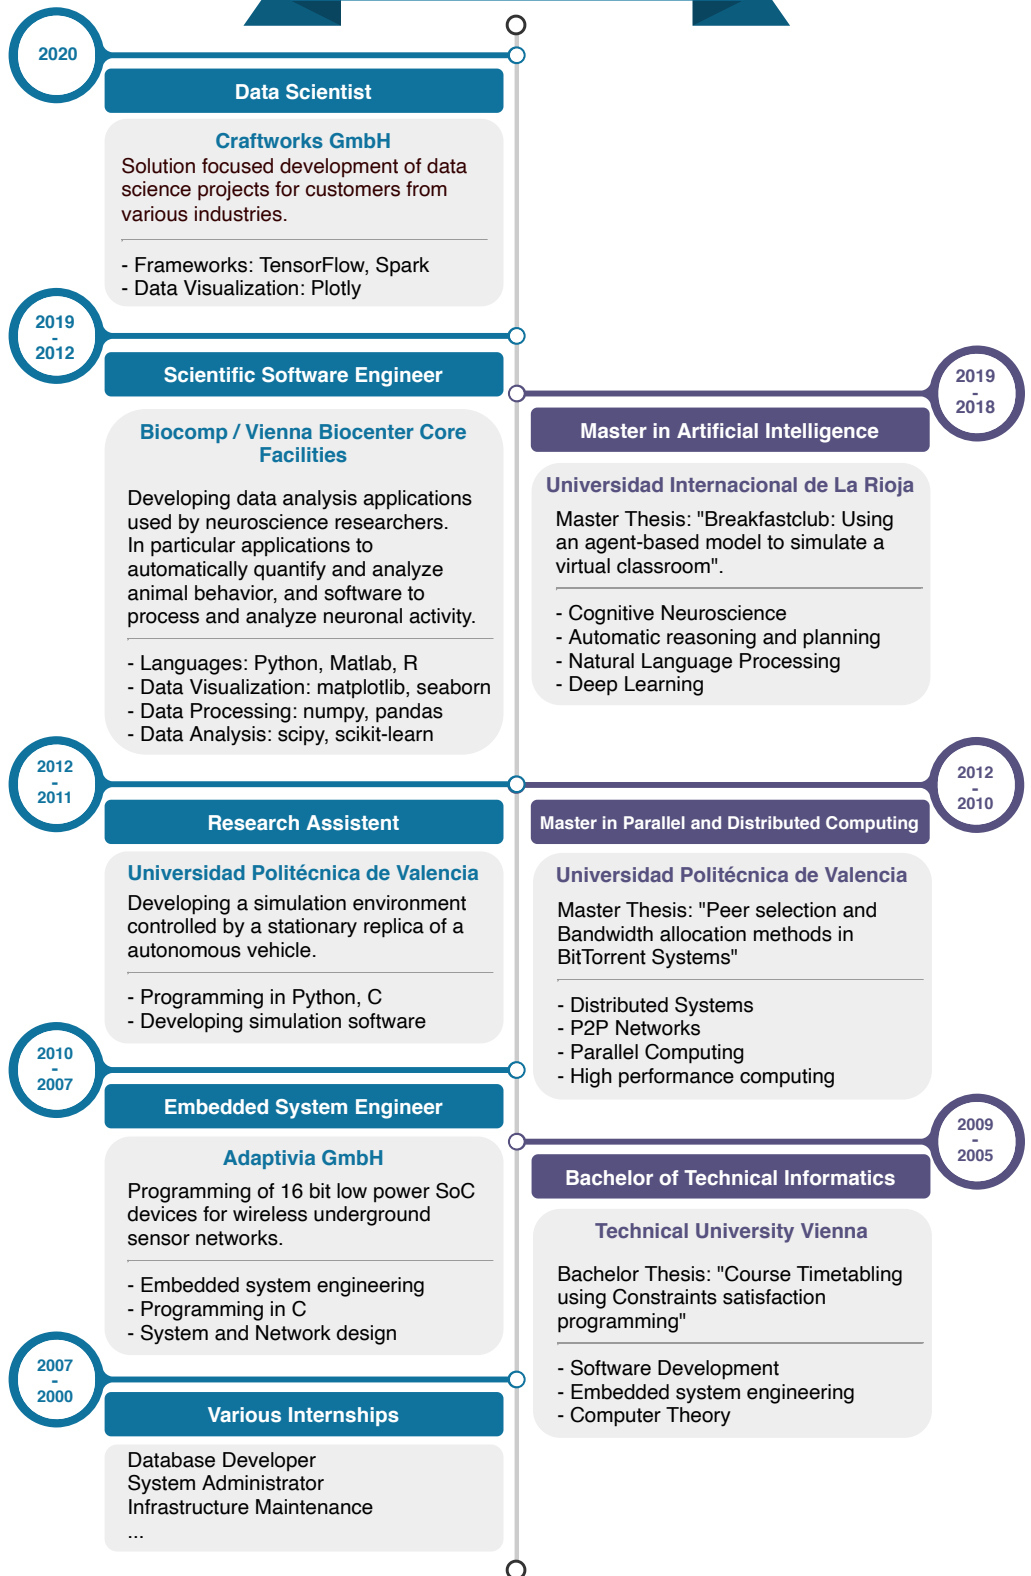 2020
Data Scientist
Craftworks GmbH
Solution focused development of data
science projects for customers from
various industries.
- Frameworks: TensorFlow, Spark
- Data Visualization: Plotly
2019
-
2012
Scientific Software Engineer
Biocomp / Vienna Biocenter Core
Facilities
Developing data analysis applications
used by neuroscience researchers.
In particular applications to
automatically quantify and analyze
animal behavior, and software to
process and analyze neuronal activity.
- Languages: Python, Matlab, R
- Data Visualization: matplotlib, seaborn
- Data Processing: numpy, pandas
- Data Analysis: scipy, scikit-learn
2019
-
2018
Master in Artificial Intelligence
Universidad Internacional de La Rioja
Master Thesis: "Breakfastclub: Using
an agent-based model to simulate a
virtual classroom".
- Cognitive Neuroscience
- Automatic reasoning and planning
- Natural Language Processing
- Deep Learning
2012
-
2011
Research Assistent
Universidad Politécnica de Valencia
Developing a simulation environment
controlled by a stationary replica of a
autonomous vehicle.
- Programming in Python, C
- Developing simulation software
2012
-
2010
Master in Parallel and Distributed Computing
Universidad Politécnica de Valencia
Master Thesis: "Peer selection and
Bandwidth allocation methods in
BitTorrent Systems"
- Distributed Systems
- P2P Networks
- Parallel Computing
- High performance computing
2010
-
2007
Embedded System Engineer
Adaptivia GmbH
Programming of 16 bit low power SoC
devices for wireless underground
sensor networks.
- Embedded system engineering
- Programming in C
- System and Network design
2009
-
2005
Bachelor of Technical Informatics
Technical University Vienna
Bachelor Thesis: "Course Timetabling
using Constraints satisfaction
programming"
- Software Development
- Embedded system engineering
- Computer Theory
2007
-
2000
Various Internships
Database Developer
System Administrator
Infrastructure Maintenance
...